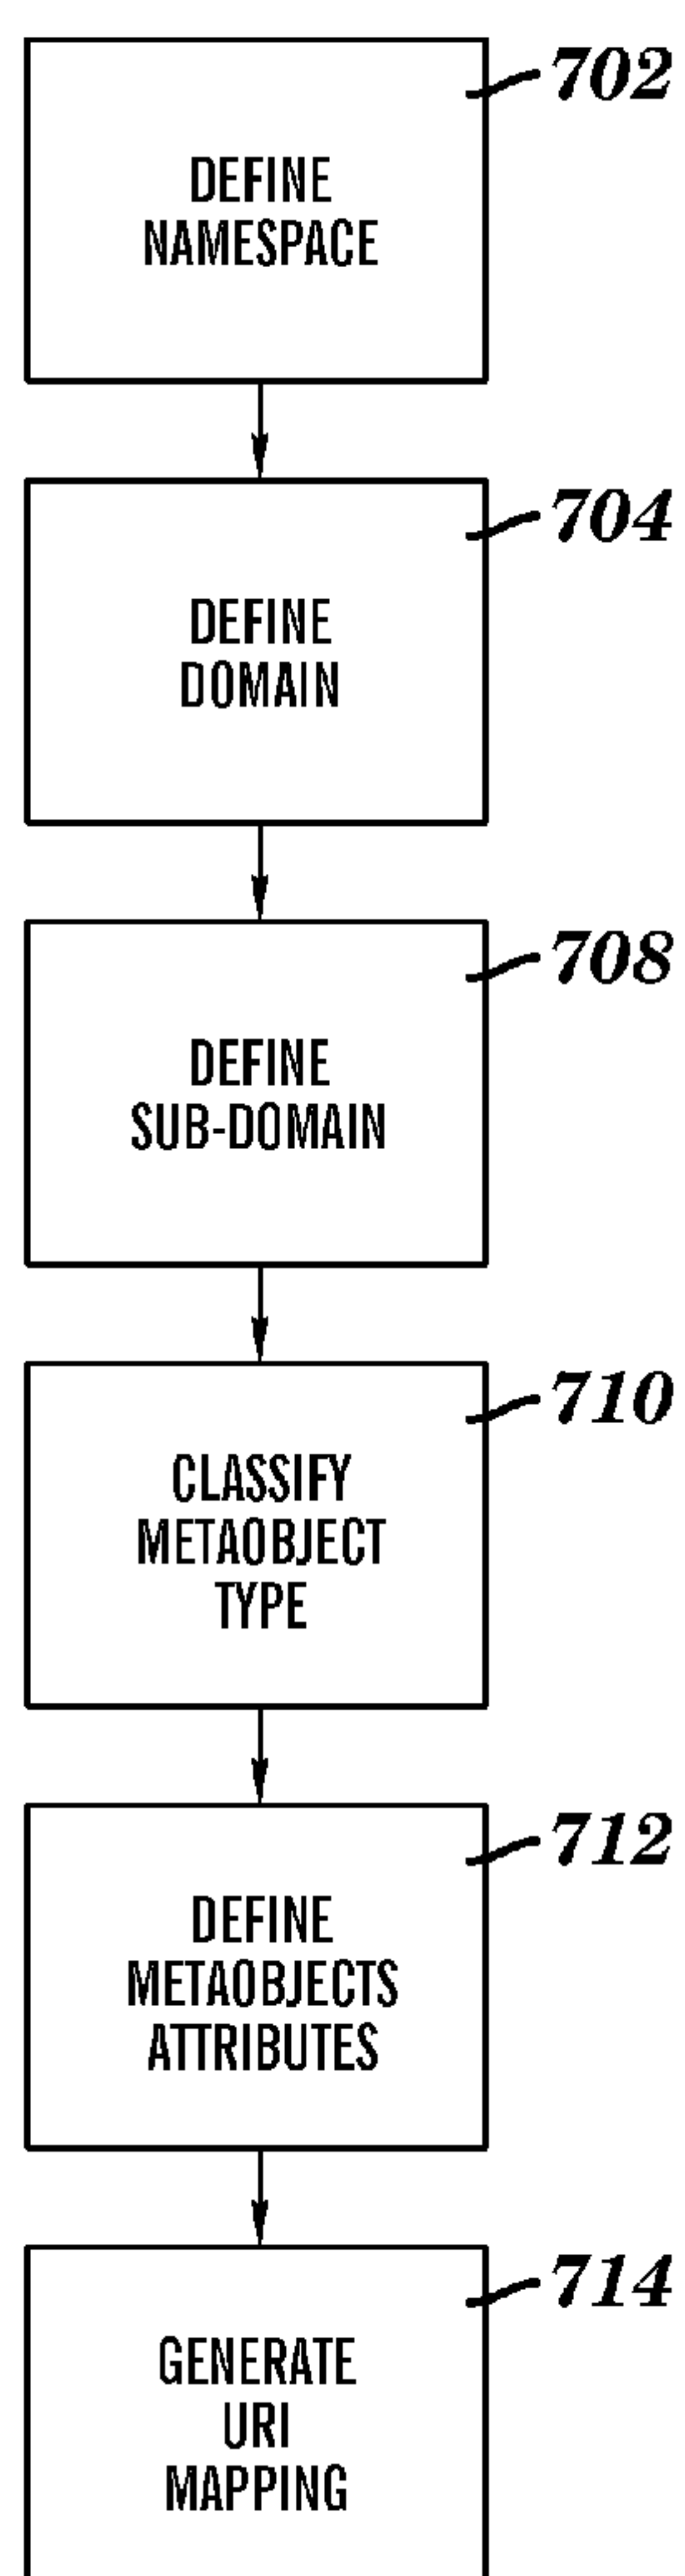 702
DEFINE
NAMESPACE
704
DEFINE
DOMAIN
708
DEFINE
SUB-DOMAIN
710
CLASSIFY
METAOBJECT
TYPE
712
DEFINE
METAOBJECTS
ATTRIBUTES
714
GENERATE
URI
MAPPING